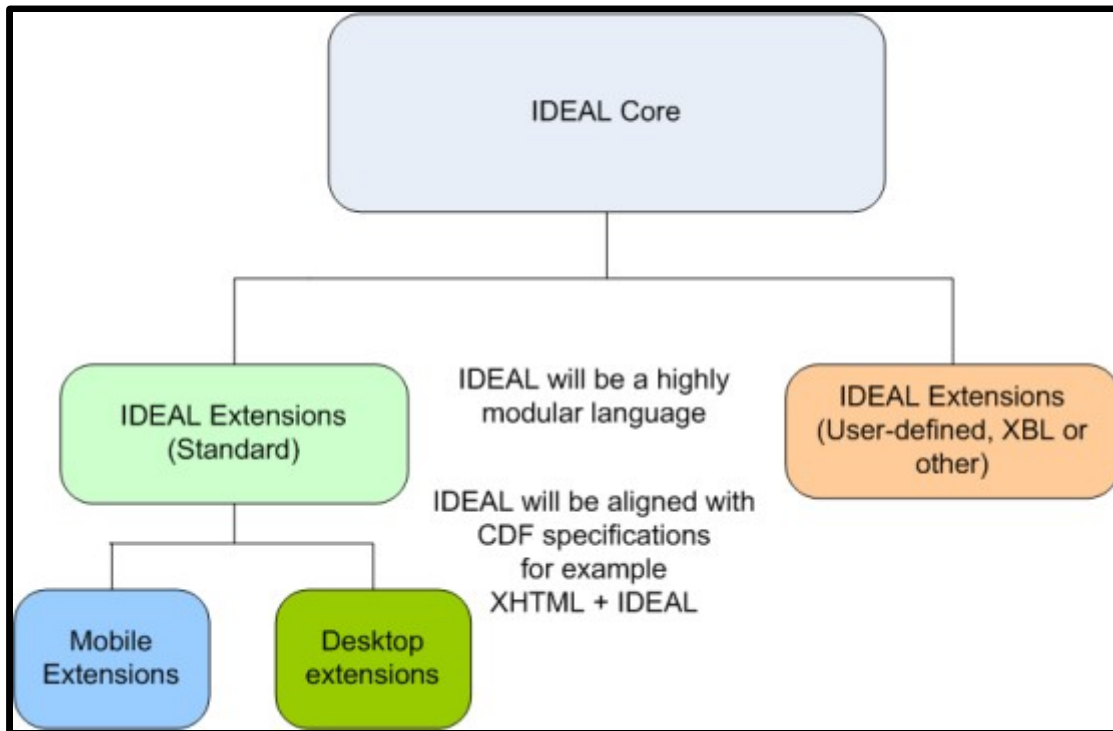 IDEAL Core
IDEAL Extensions
(Standard)
IDEAL will be a highly
modular language
IDEAL Extensions
(User-defined, XBL or
other)
IDEAL will be aligned with
CDF specifications
for example
XHTML + IDEAL
Mobile
Extensions
Desktop
extensions